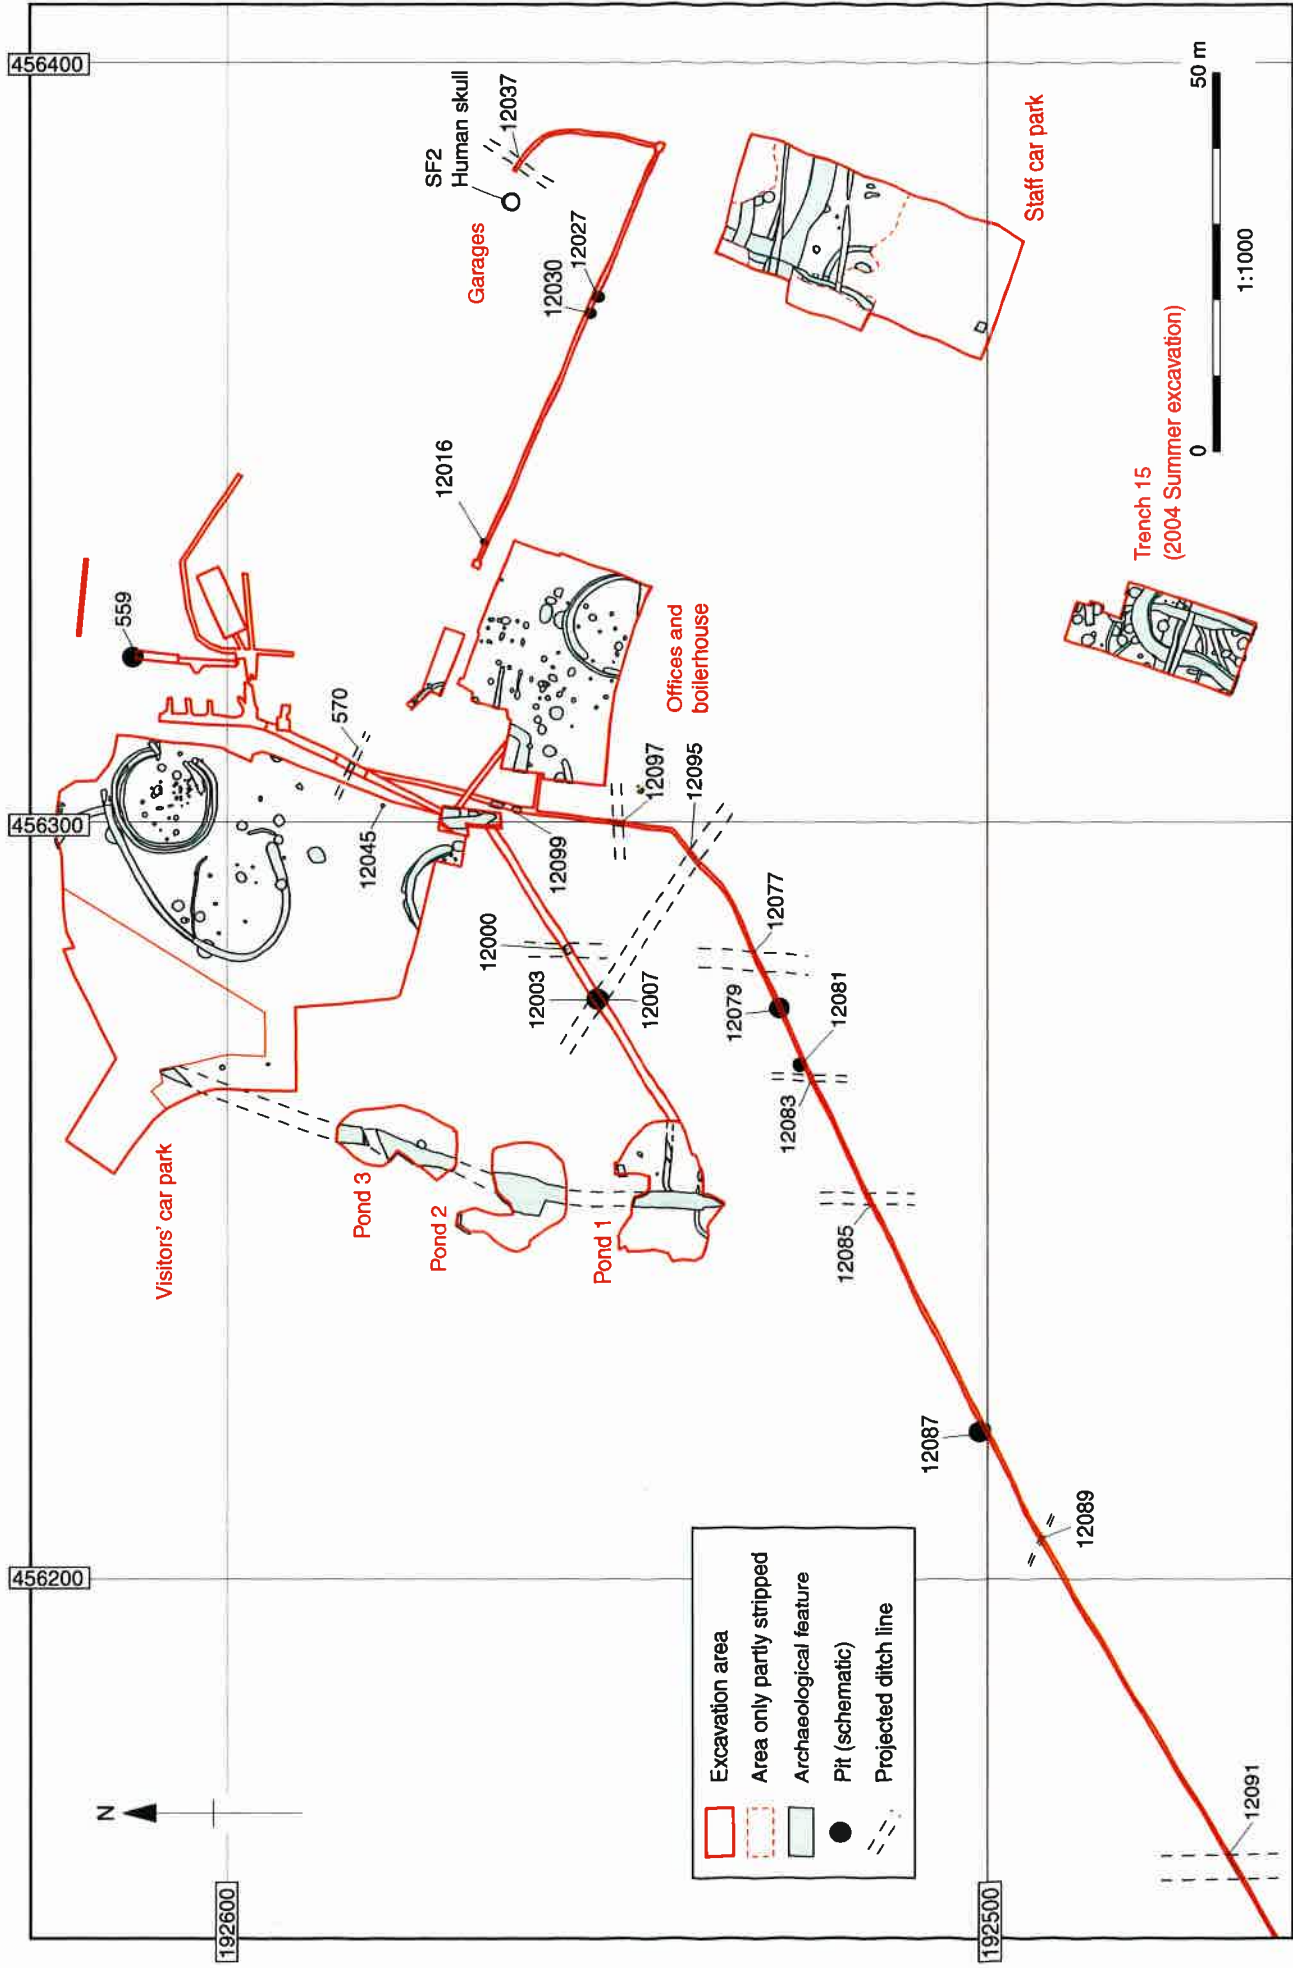 456400
456300
456200
192600
192500
N
559
570
12045
12099
12000
12003
12007
12097
12095
12077
12079
12081
12083
12085
12087
12089
12091
12016
12030
12027
12037
SF2
Human skull
Garages
Visitors' car park
Pond 3
Pond 2
Pond 1
Offices and
boilerhouse
Staff car park
Trench 15
(2004 Summer excavation)
0
50 m
1:1000
Excavation area
Area only partly stripped
Archaeological feature
Pit (schematic)
Projected ditch line